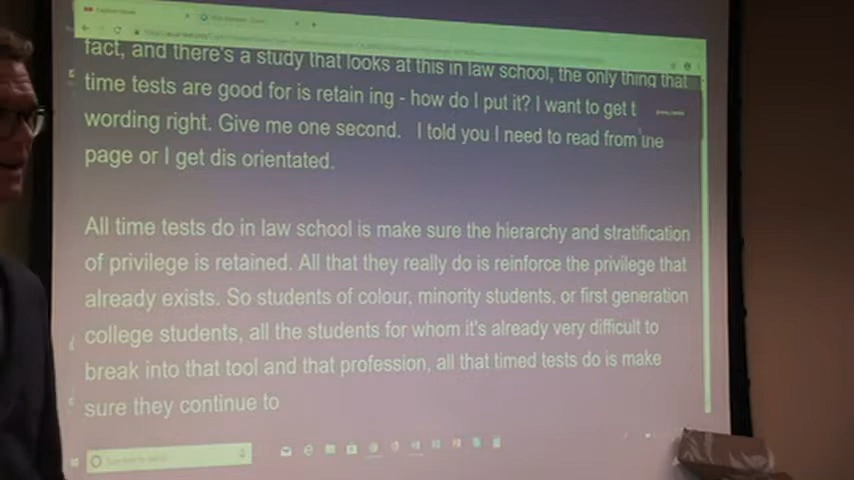 fact, and there's a study that looks at this in law school, the only thing that
time tests are good for is retain ing - how do I put it? I want to get t
wording right. Give me one second. I told you I need to read from the
page or I get dis orientated.
All time tests do in law school is make sure the hierarchy and stratification
of privilege is retained. All that they really do is reinforce the privilege that
already exists. So students of colour, minority students, or first generation
college students, all the students for whom it's already very difficult to
break into that tool and that profession, all that timed tests do is make
sure they continue to